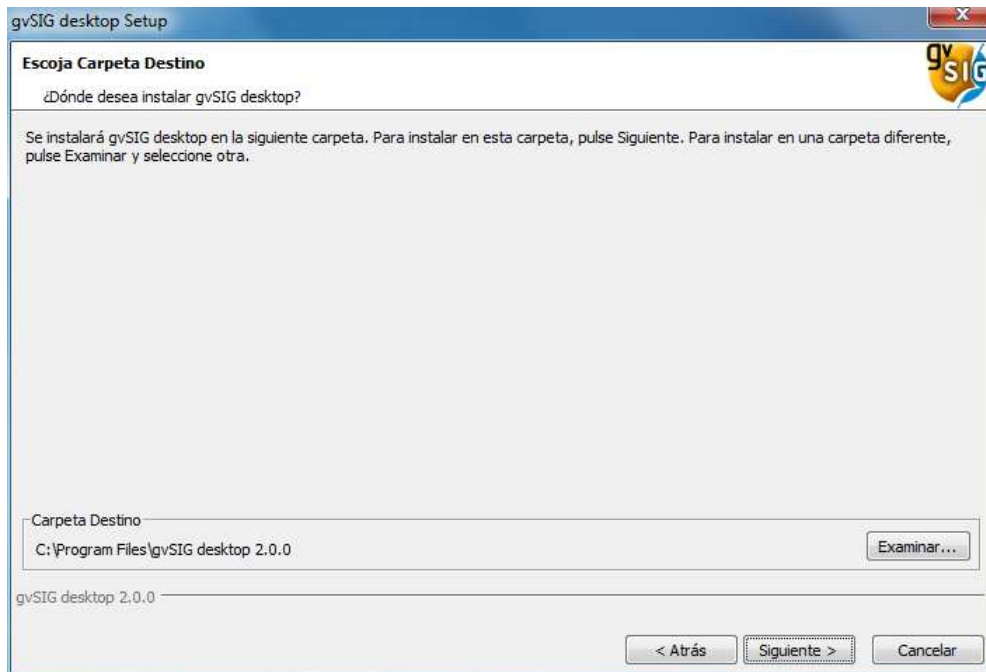 gvSIG desktop Setup
Escoja Carpeta Destino
¿Dónde desea instalar gvSIG desktop?
gv
SIG
Se instalará gvSIG desktop en la siguiente carpeta. Para instalar en esta carpeta, pulse Siguiente. Para instalar en una carpeta diferente,
pulse Examinar y seleccione otra.
Carpeta Destino
C:\Program Files\gvSIG desktop 2.0.0
Examinar...
gvSIG desktop 2.0.0
< Atrás
Siguiente >
Cancelar